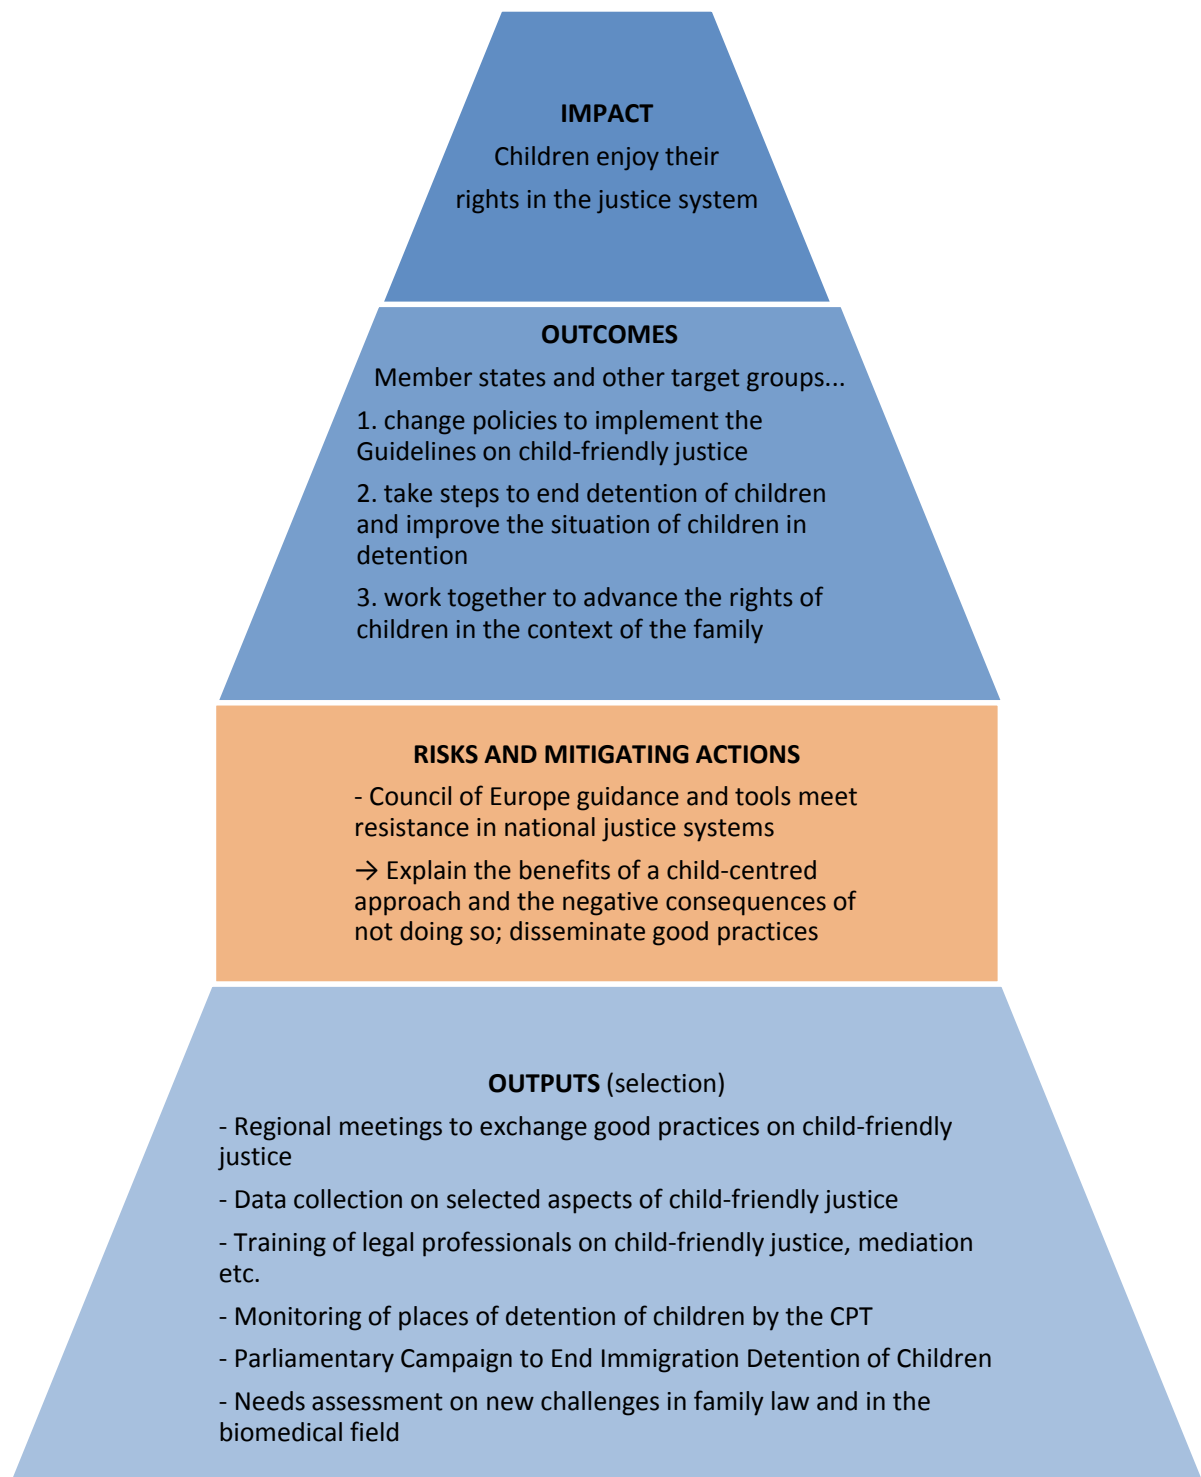 IMPACT
Children enjoy their
rights in the justice system
OUTCOMES
Member states and other target groups...
1. change policies to implement the
Guidelines on child-friendly justice
2. take steps to end detention of children
and improve the situation of children in
detention
3. work together to advance the rights of
children in the context of the family
RISKS AND MITIGATING ACTIONS
- Council of Europe guidance and tools meet
resistance in national justice systems
→ Explain the benefits of a child-centred
approach and the negative consequences of
not doing so; disseminate good practices
OUTPUTS (selection)
- Regional meetings to exchange good practices on child-friendly
justice
- Data collection on selected aspects of child-friendly justice
- Training of legal professionals on child-friendly justice, mediation
etc.
- Monitoring of places of detention of children by the CPT
- Parliamentary Campaign to End Immigration Detention of Children
- Needs assessment on new challenges in family law and in the
biomedical field